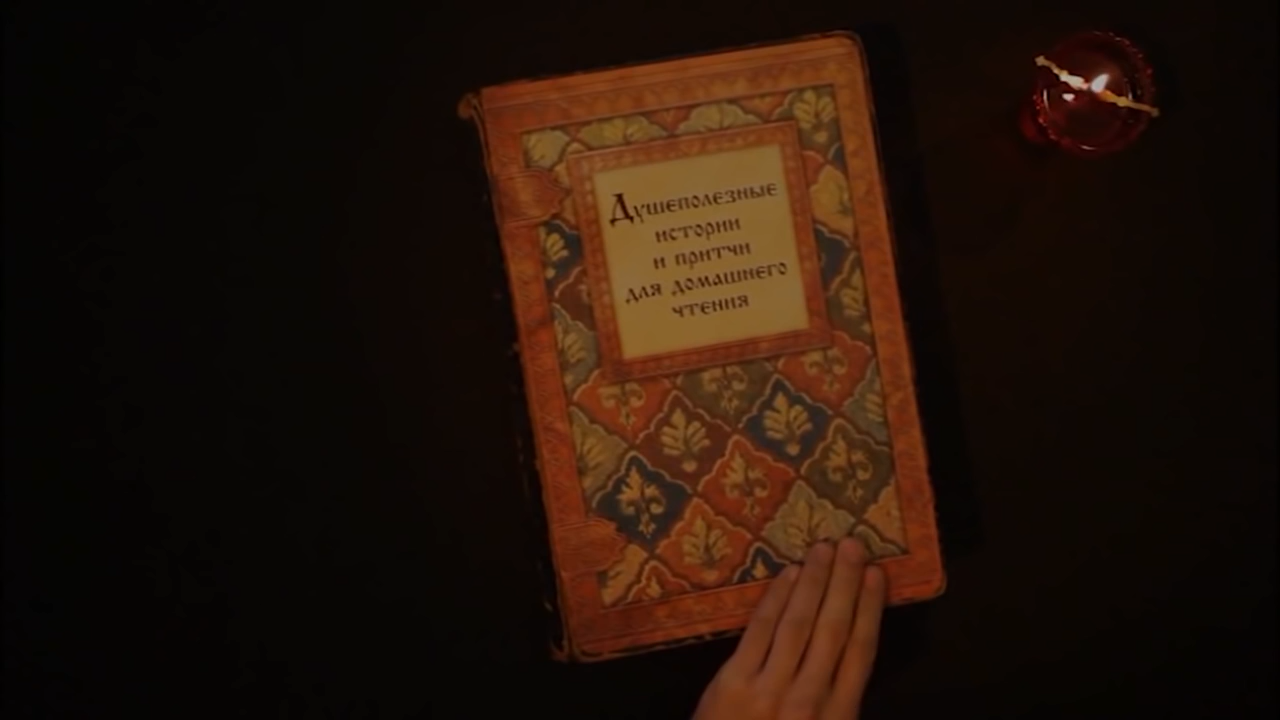 Душеполезные
истории
и притчи
для домашнего
чтения